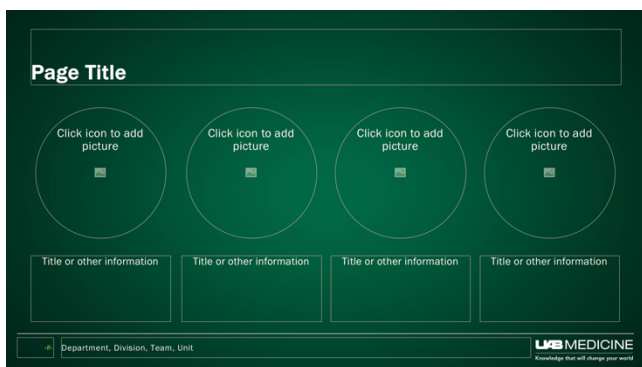 Page Title
Click icon to add picture
Click icon to add picture
Click icon to add picture
Click icon to add picture
Title or other information
Title or other information
Title or other information
Title or other information
‹#›
Department, Division, Team, Unit
UAB MEDICINE
Knowledge that will change your world